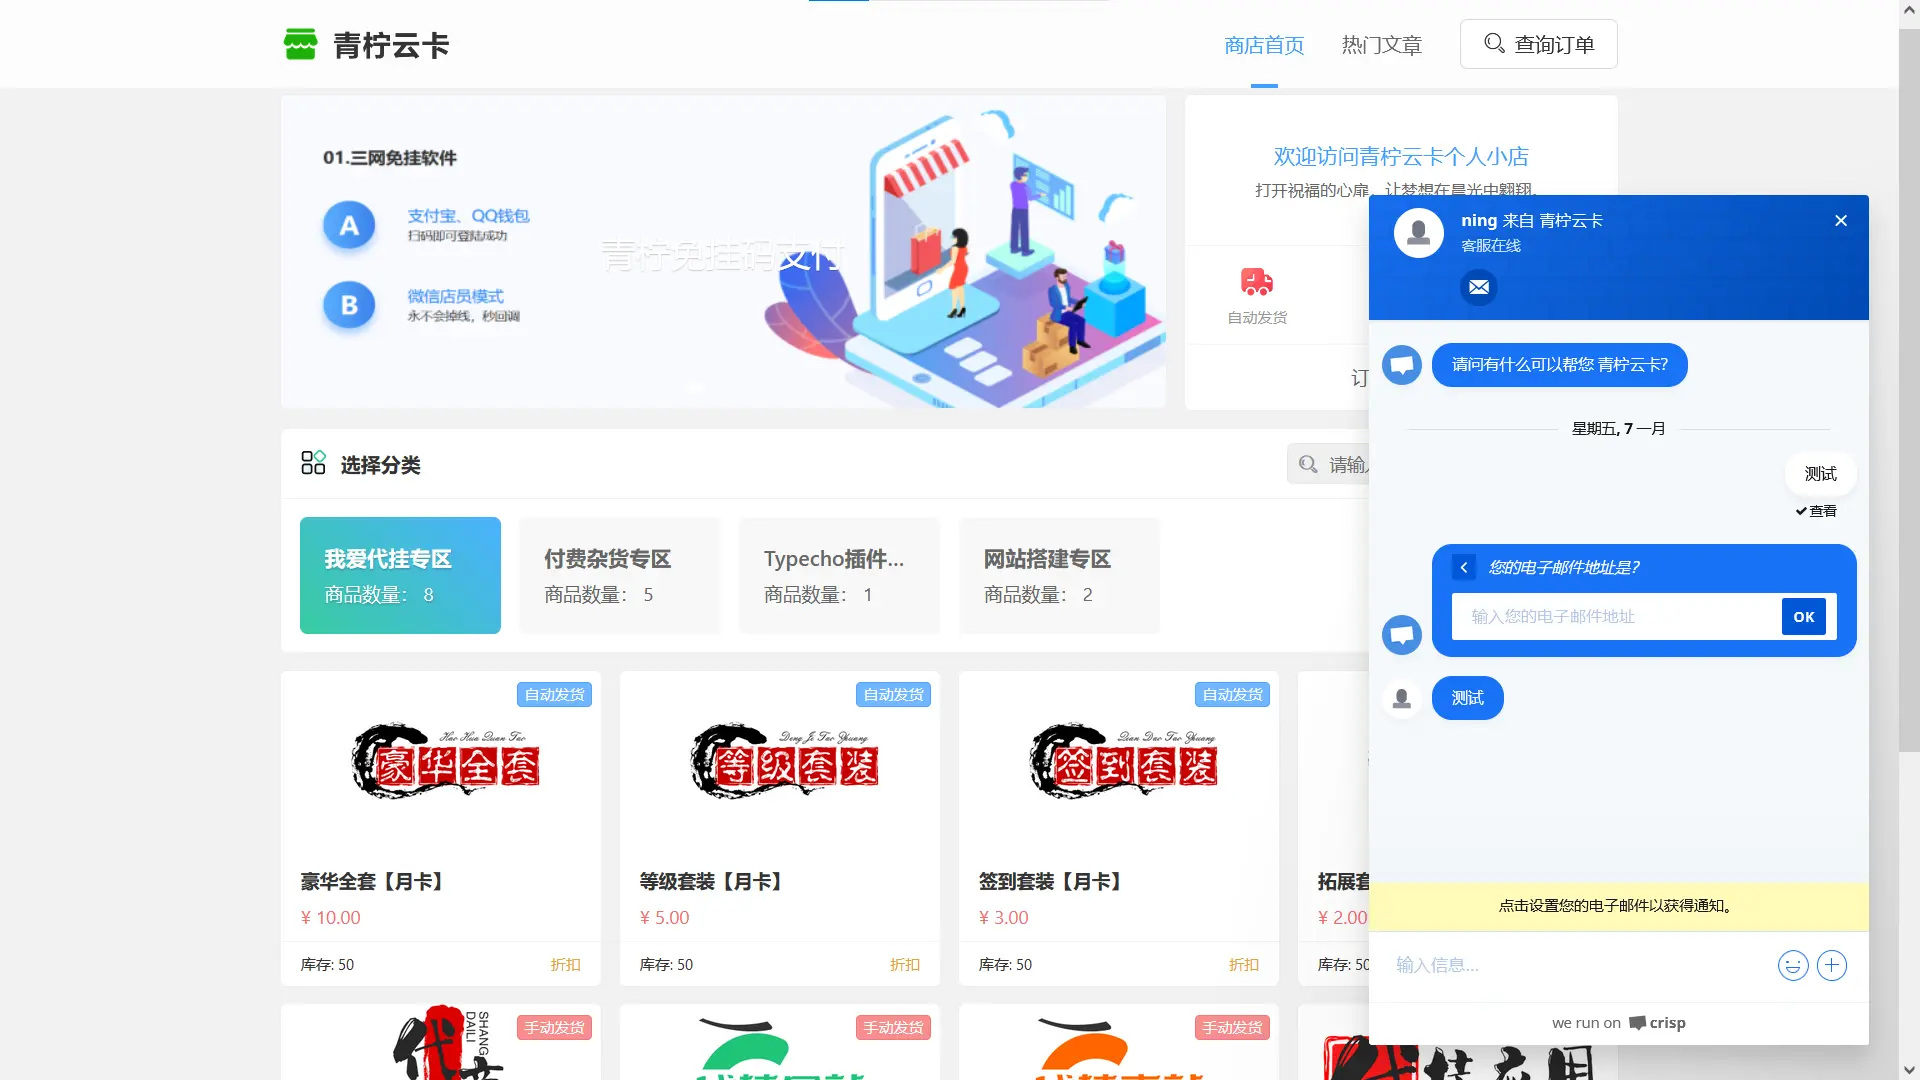 青柠云卡
商店首页
热门文章
查询订单
01.三网免挂软件
A
支付宝、QQ钱包
扫码即可登陆成功
B
微信店员模式
永不会掉线，秒回调
青柠免挂码支付
欢迎访问青柠云卡个人小店
打开祝福的心扉，让梦想在晨光中翱翔。
自动发货
订
ning 来自 青柠云卡
客服在线
请问有什么可以帮您 青柠云卡?
星期五, 7 一月
测试
查看
您的电子邮件地址是?
输入您的电子邮件地址
OK
测试
点击设置您的电子邮件以获得通知。
输入信息...
we run on crisp
选择分类
请输入
我爱代挂专区
商品数量： 8
付费杂货专区
商品数量： 5
Typecho插件...
商品数量： 1
网站搭建专区
商品数量： 2
自动发货
Hao Hua Quan Tao
豪华全套
豪华全套【月卡】
¥ 10.00
库存: 50
折扣
自动发货
Deng Ji Tao Zhuang
等级套装
等级套装【月卡】
¥ 5.00
库存: 50
折扣
自动发货
Qian Dao Tao Zhuang
签到套装
签到套装【月卡】
¥ 3.00
库存: 50
折扣
拓展套
¥ 2.00
库存: 50
手动发货
SHANG
DAILI
代
手动发货
手动发货